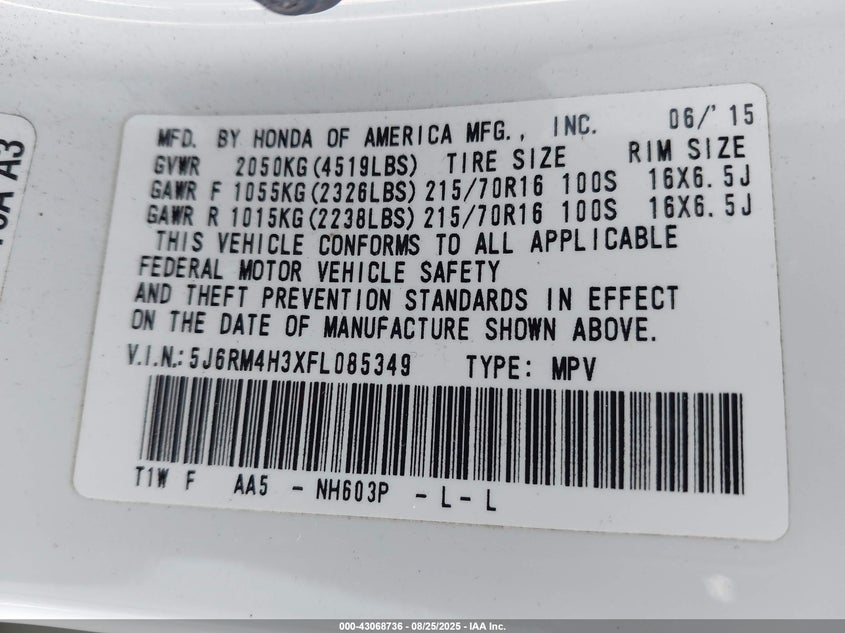 MFD. BY HONDA OF AMERICA MFG., INC. 06/'15
GVWR 2050KG(4519LBS) TIRE SIZE RIM SIZE
GAWR F 1055KG(2326LBS) 215/70R16 100S 16X6.5J
GAWR R 1015KG(2238LBS) 215/70R16 100S 16X6.5J
THIS VEHICLE CONFORMS TO ALL APPLICABLE
FEDERAL MOTOR VEHICLE SAFETY
AND THEFT PREVENTION STANDARDS IN EFFECT
ON THE DATE OF MANUFACTURE SHOWN ABOVE.
V.I.N.: 5J6RM4H3XFL085349 TYPE: MPV
T1W F AA5 - NH603P - L - L
A3
000-43068736 - 08/25/2025 - IAA Inc.